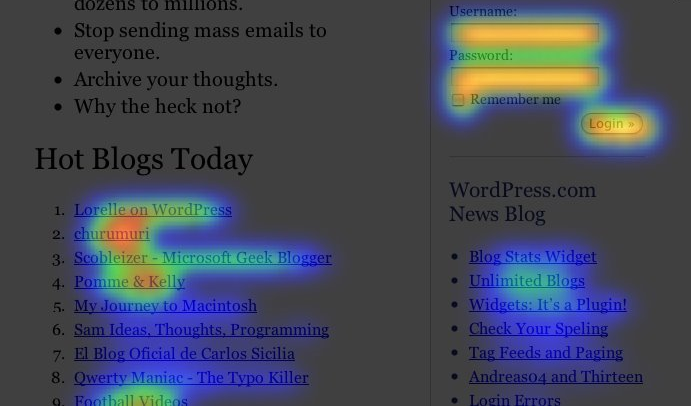 dozens to millions.
Stop sending mass emails to
everyone.
Archive your thoughts.
Why the heck not?
Hot Blogs Today
1. Lorelle on WordPress
2. churumuri
3. Scobleizer - Microsoft Geek Blogger
4. Pomme & Kelly
5. My Journey to Macintosh
6. Sam Ideas, Thoughts, Programming
7. El Blog Oficial de Carlos Sicilia
8. Qwerty Maniac - The Typo Killer
9. Football Videos
Username:
Password:
Remember me
Login »
WordPress.com
News Blog
Blog Stats Widget
Unlimited Blogs
Widgets: It's a Plugin!
Check Your Speling
Tag Feeds and Paging
Andreas04 and Thirteen
Login Errors